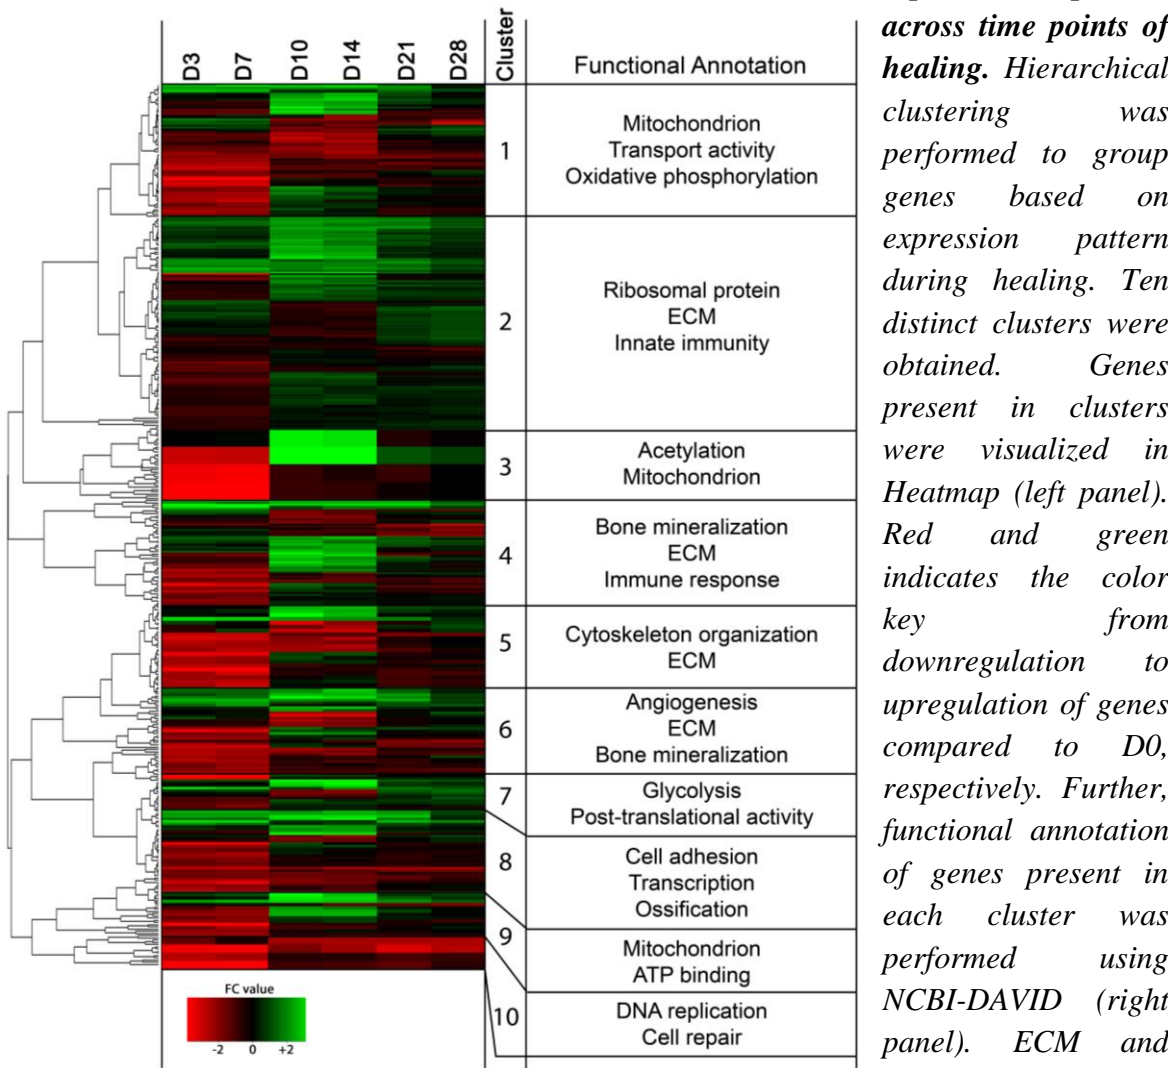 D3 D7 D10 D14 D21 D28 Cluster
Functional Annotation
1
Mitochondrion
Transport activity
Oxidative phosphorylation
2
Ribosomal protein
ECM
Innate immunity
3
Acetylation
Mitochondrion
4
Bone mineralization
ECM
Immune response
5
Cytoskeleton organization
ECM
6
Angiogenesis
ECM
Bone mineralization
7
Glycolysis
Post-translational activity
8
Cell adhesion
Transcription
Ossification
9
Mitochondrion
ATP binding
10
DNA replication
Cell repair
FC value
-2 0 +2
across time points of
healing. Hierarchical
clustering was
performed to group
genes based on
expression pattern
during healing. Ten
distinct clusters were
obtained. Genes
present in clusters
were visualized in
Heatmap (left panel).
Red and green
indicates the color
key from
downregulation to
upregulation of genes
compared to D0,
respectively. Further,
functional annotation
of genes present in
each cluster was
performed using
NCBI-DAVID (right
panel). ECM and